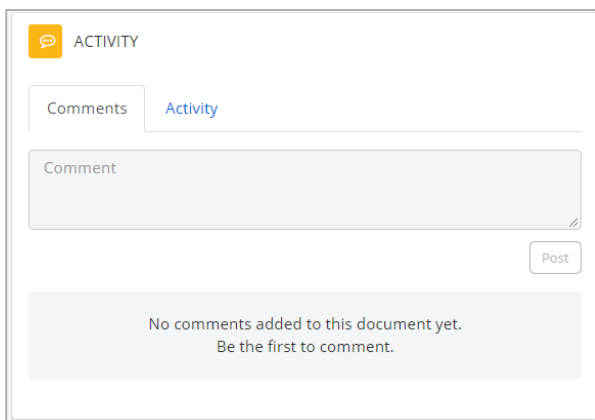 ACTIVITY
Comments
Activity
Comment
Post
No comments added to this document yet.
Be the first to comment.